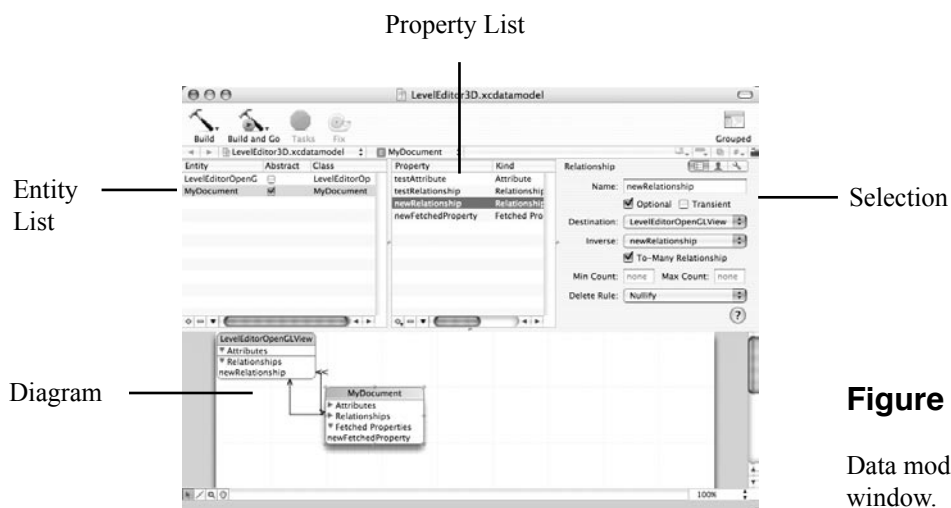 Property List
LevelEditor3D.xcdatamodel
Build Build and Go Tasks Fix Grouped
LevelEditor3D.xcdatamodel MyDocument
Entity Abstract Class
LevelEditorOpenG LevelEditorOp
MyDocument MyDocument
Property Kind
testAttribute Attribute
testRelationship Relationship
newRelationship Relationship
newFetchedProperty Fetched Pro
Relationship
Name: newRelationship
Optional Transient
Destination: LevelEditorOpenGLView
Inverse: newRelationship
To-Many Relationship
Min Count: none Max Count: none
Delete Rule: Nullify
?
Entity
List
Selection
LevelEditorOpenGLView
Attributes
Relationships
newRelationship
MyDocument
Attributes
Relationships
Fetched Properties
newFetchedProperty
Diagram
100%
Figure
Data mod
window.